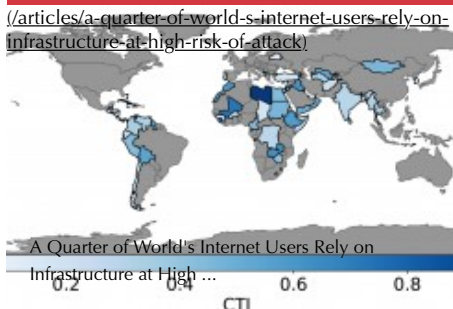 (/articles/a-quarter-of-world-s-internet-users-rely-on-
infrastructure-at-high-risk-of-attack)
A Quarter of World's Internet Users Rely on
Infrastructure at High ...
0.2 0.4 0.6 0.8
CTI